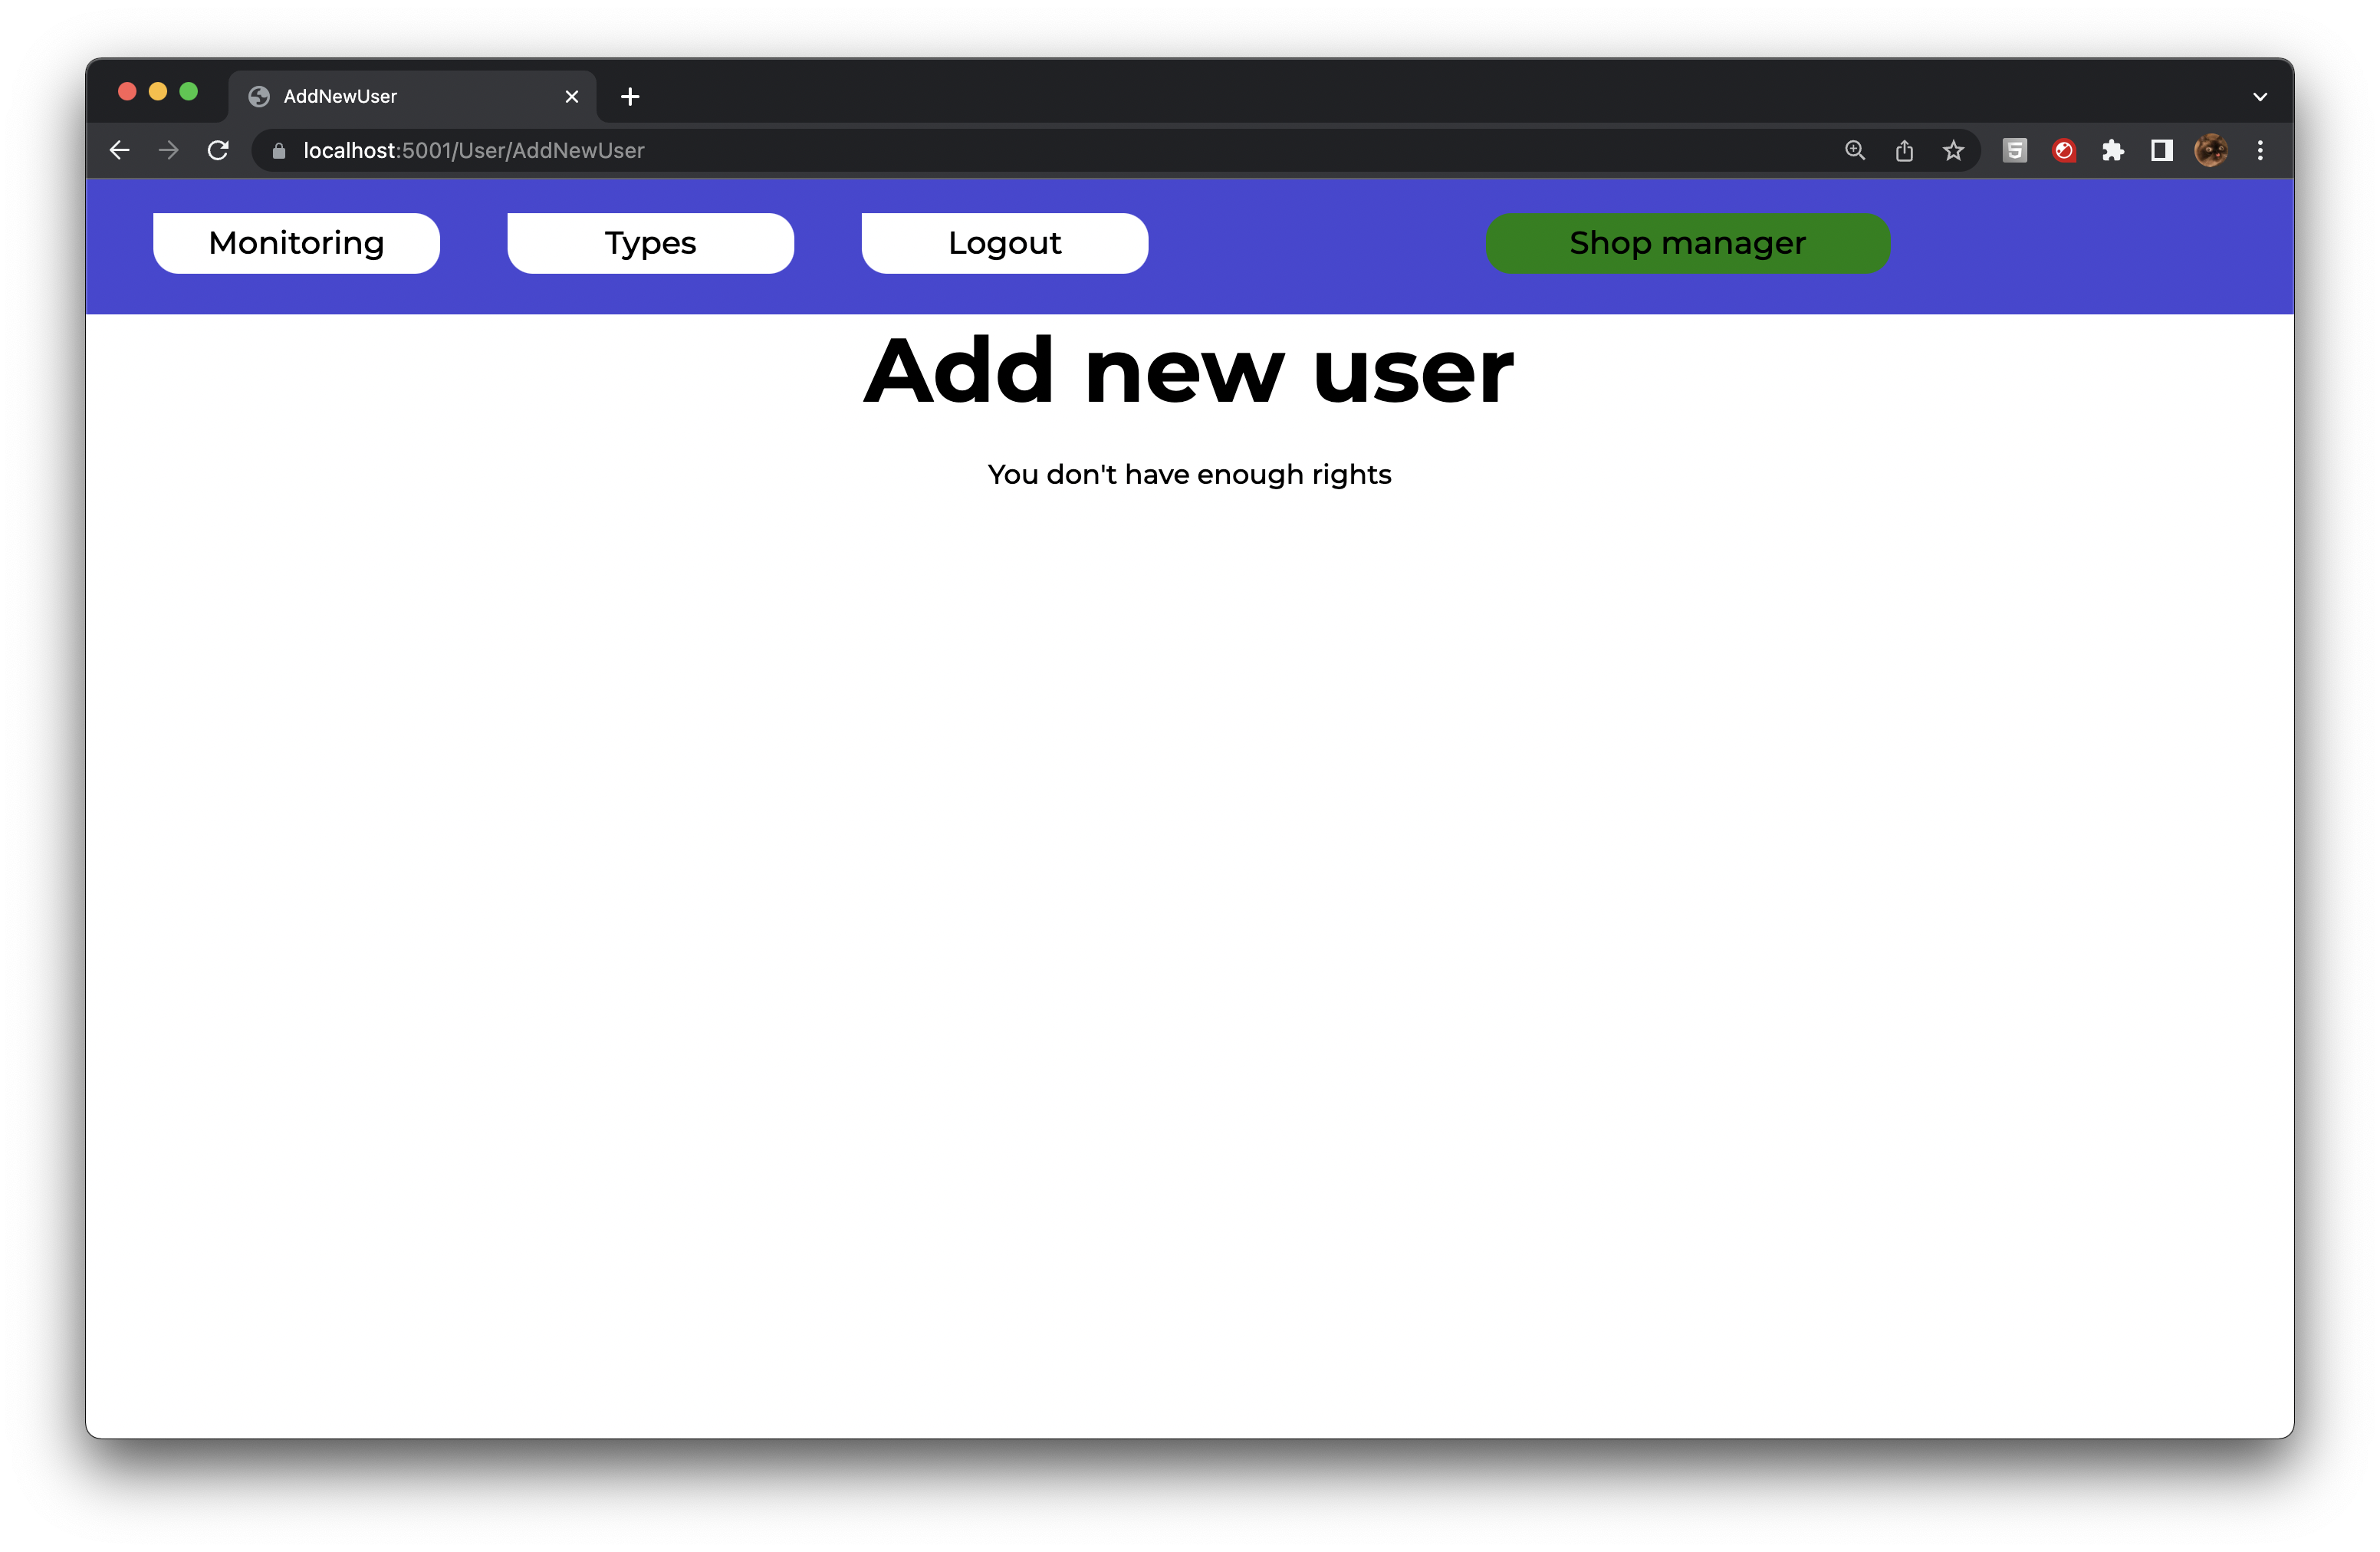 AddNewUser
localhost:5001/User/AddNewUser
Monitoring
Types
Logout
Shop manager
Add new user
You don't have enough rights